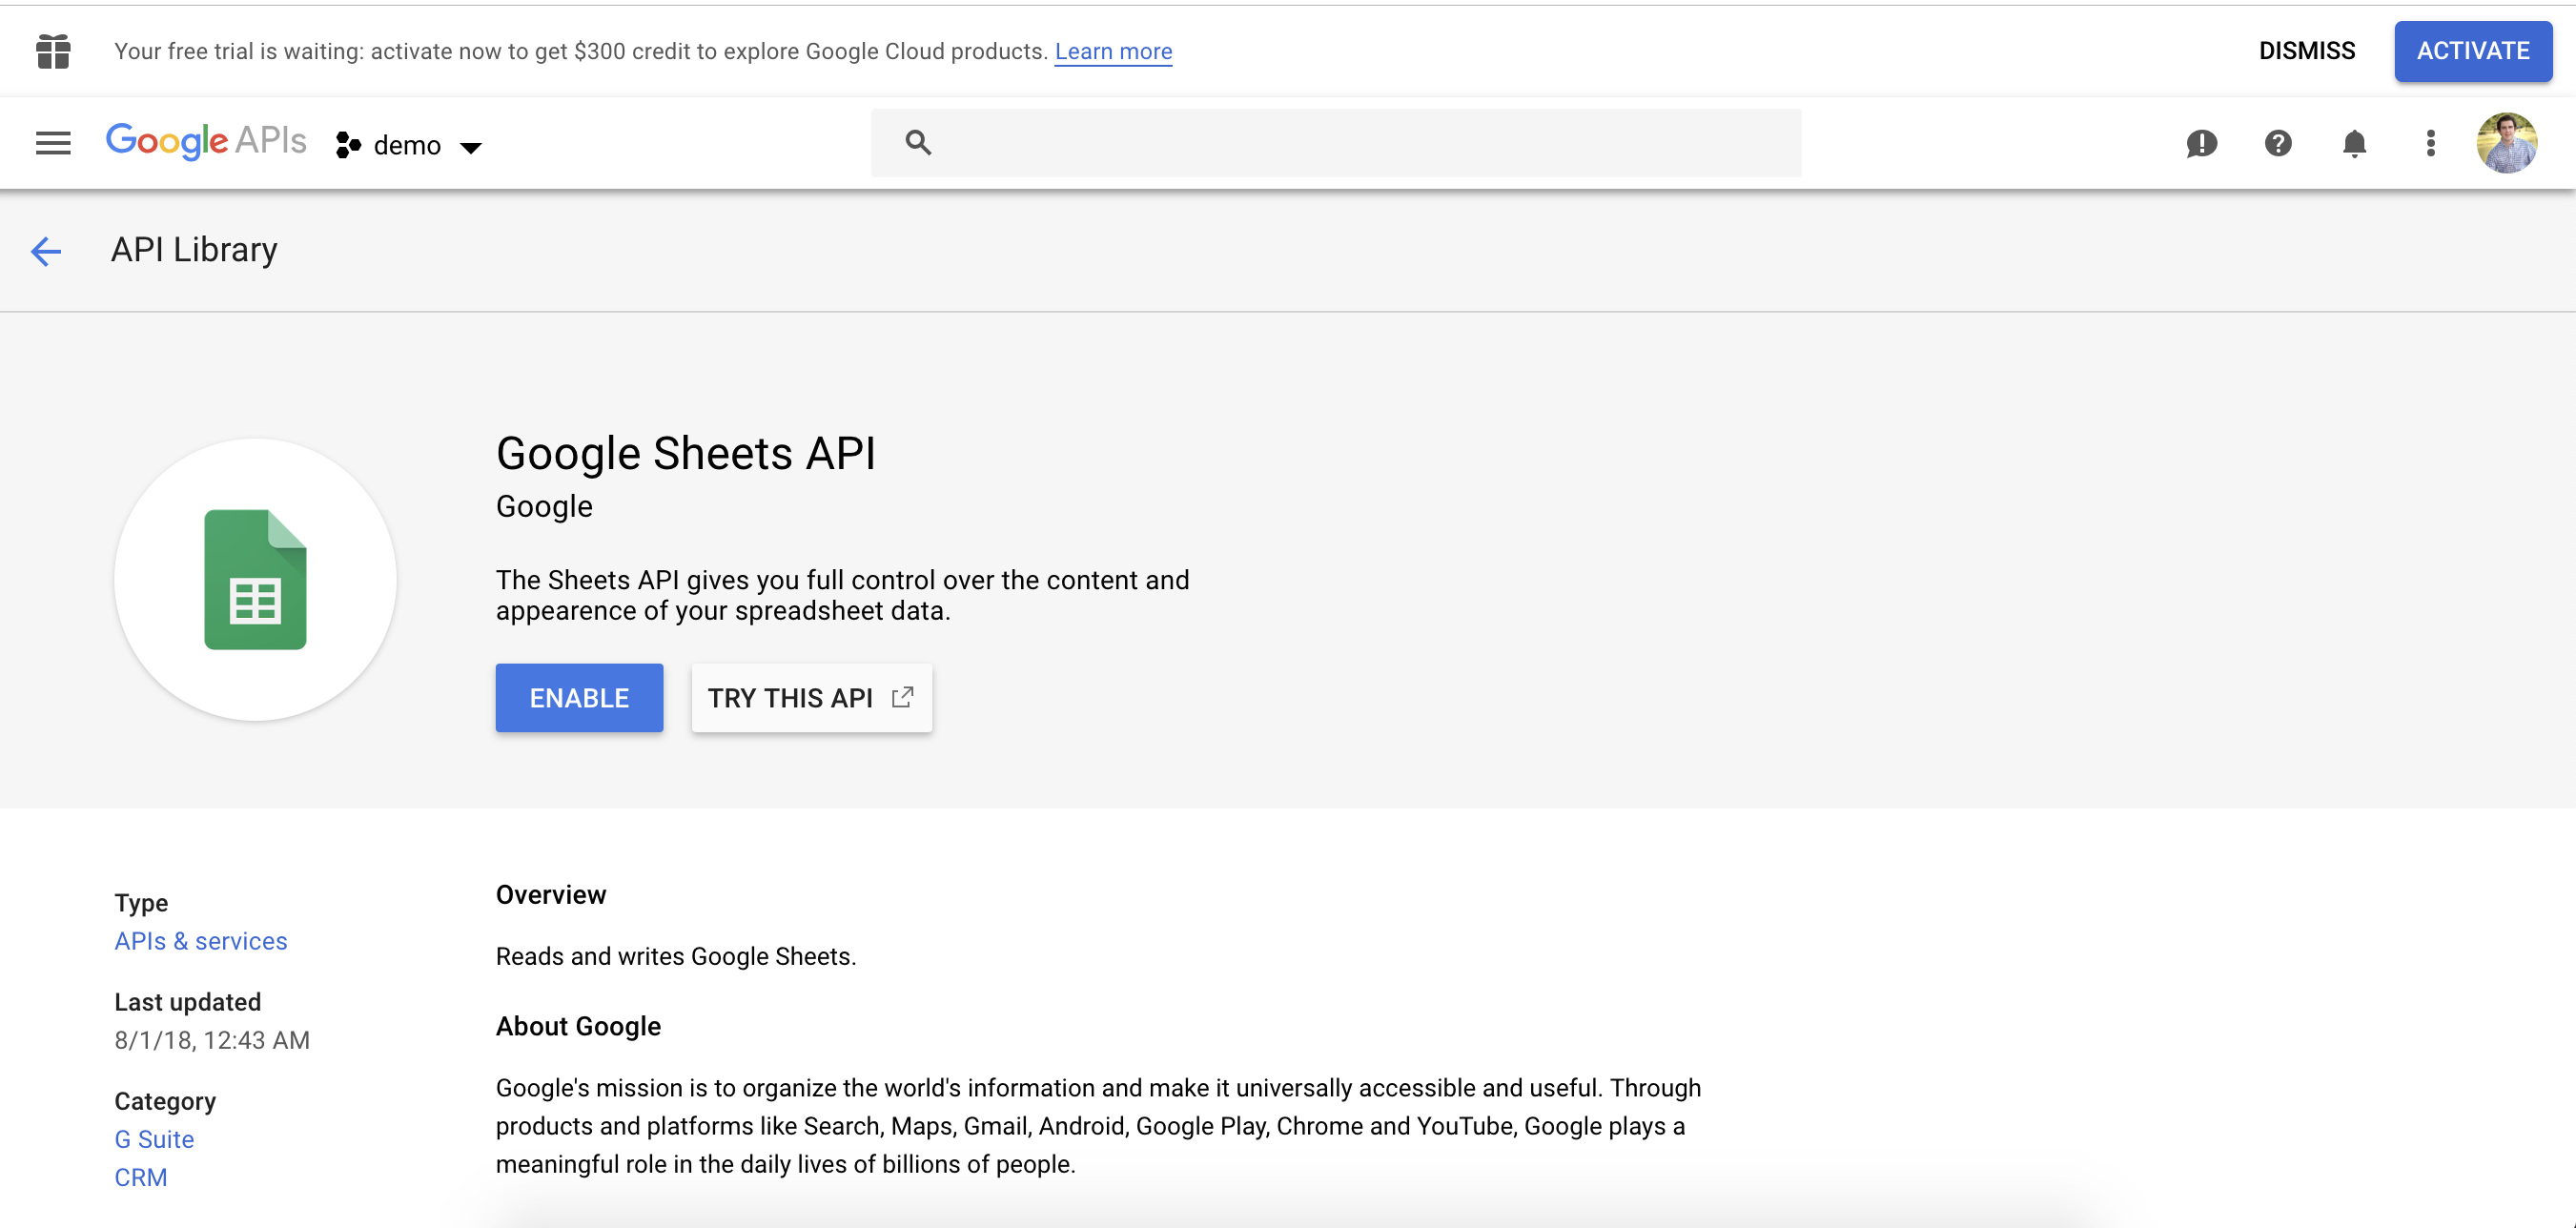 Your free trial is waiting: activate now to get $300 credit to explore Google Cloud products. Learn more
DISMISS
ACTIVATE
Google APIs
demo
API Library
Google Sheets API
Google
The Sheets API gives you full control over the content and
appearence of your spreadsheet data.
ENABLE
TRY THIS API
Type
APIs & services
Last updated
8/1/18, 12:43 AM
Category
G Suite
CRM
Overview
Reads and writes Google Sheets.
About Google
Google's mission is to organize the world's information and make it universally accessible and useful. Through
products and platforms like Search, Maps, Gmail, Android, Google Play, Chrome and YouTube, Google plays a
meaningful role in the daily lives of billions of people.